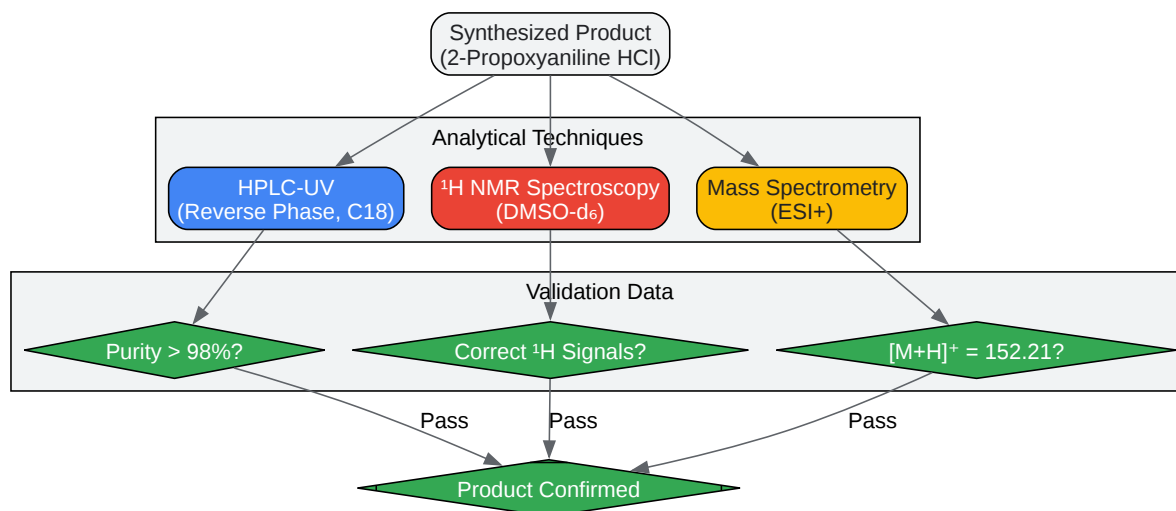 Synthesized Product
(2-Propoxyaniline HCl)
Analytical Techniques
HPLC-UV
(Reverse Phase, C18)
¹H NMR Spectroscopy
(DMSO-d₆)
Mass Spectrometry
(ESI+)
Validation Data
Purity > 98%?
Correct ¹H Signals?
[M+H]⁺ = 152.21?
Pass
Pass
Pass
Product Confirmed